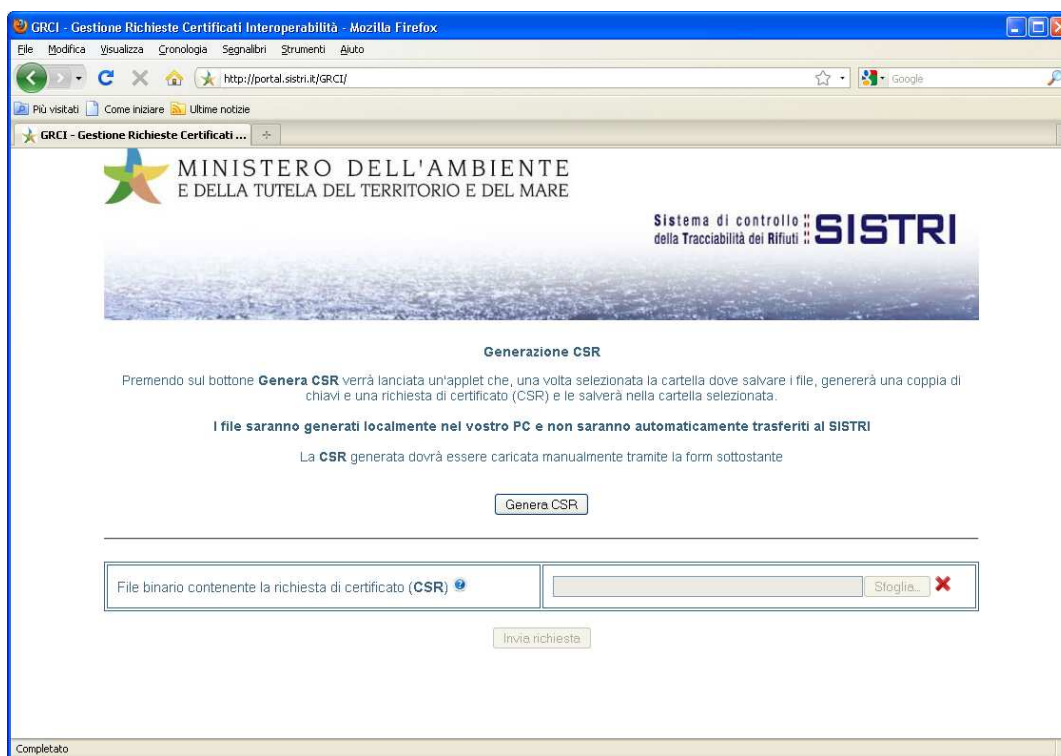 GRCI - Gestione Richieste Certificati Interoperabilità - Mozilla Firefox
File Modifica Visualizza Cronologia Segnalibri Strumenti Aiuto
http://portal.sistri.it/GRCI/
Google
Più visitati Come iniziare Ultime notizie
GRCI - Gestione Richieste Certificati ...
MINISTERO DELL'AMBIENTE
E DELLA TUTELA DEL TERRITORIO E DEL MARE
Sistema di controllo
della Tracciabilità dei Rifiuti
SISTRI
Generazione CSR
Premendo sul bottone Genera CSR verrà lanciata un'applet che, una volta selezionata la cartella dove salvare i file, genererà una coppia di
chiavi e una richiesta di certificato (CSR) e le salverà nella cartella selezionata.
I file saranno generati localmente nel vostro PC e non saranno automaticamente trasferiti al SISTRI
La CSR generata dovrà essere caricata manualmente tramite la form sottostante
Genera CSR
File binario contenente la richiesta di certificato (CSR)
Sfoglia...
Invia richiesta
Completato